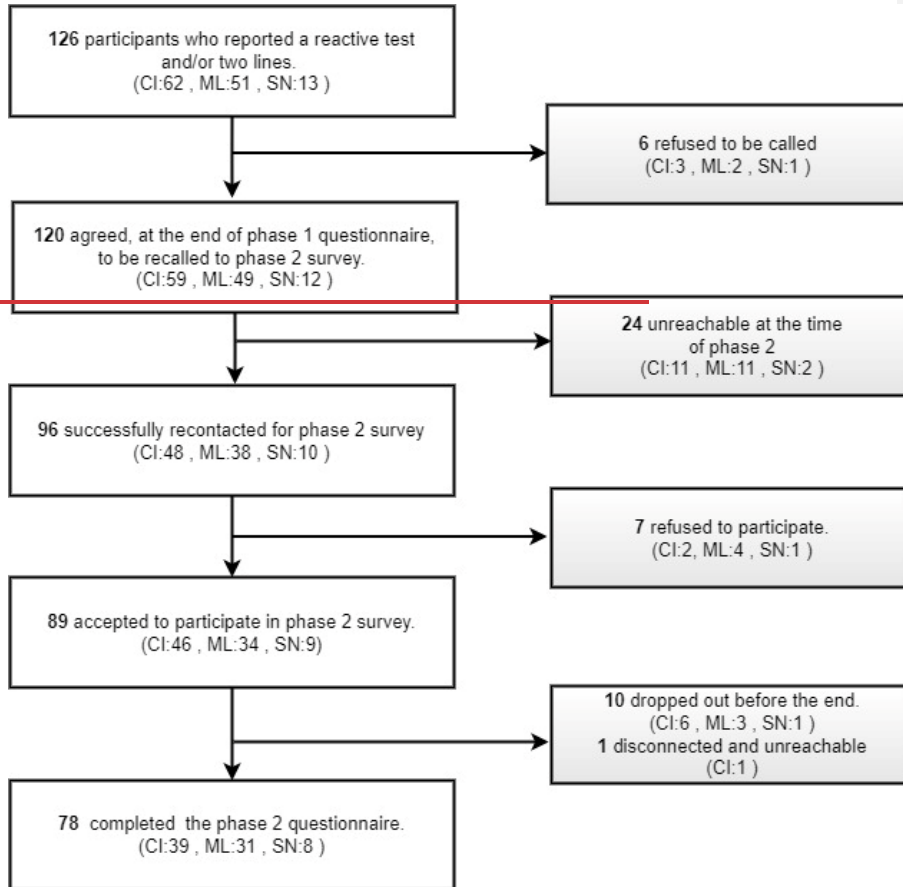 126 participants who reported a reactive test
and/or two lines.
(CI:62 , ML:51 , SN:13 )
6 refused to be called
(CI:3 , ML:2 , SN:1 )
120 agreed, at the end of phase 1 questionnaire,
to be recalled to phase 2 survey.
(CI:59 , ML:49 , SN:12 )
24 unreachable at the time
of phase 2
(CI:11 , ML:11 , SN:2 )
96 successfully recontacted for phase 2 survey
(CI:48 , ML:38 , SN:10 )
7 refused to participate.
(CI:2, ML:4 , SN:1 )
89 accepted to participate in phase 2 survey.
(CI:46 , ML:34 , SN:9)
10 dropped out before the end.
(CI:6 , ML:3 , SN:1 )
1 disconnected and unreachable
(CI:1 )
78 completed the phase 2 questionnaire.
(CI:39 , ML:31 , SN:8 )